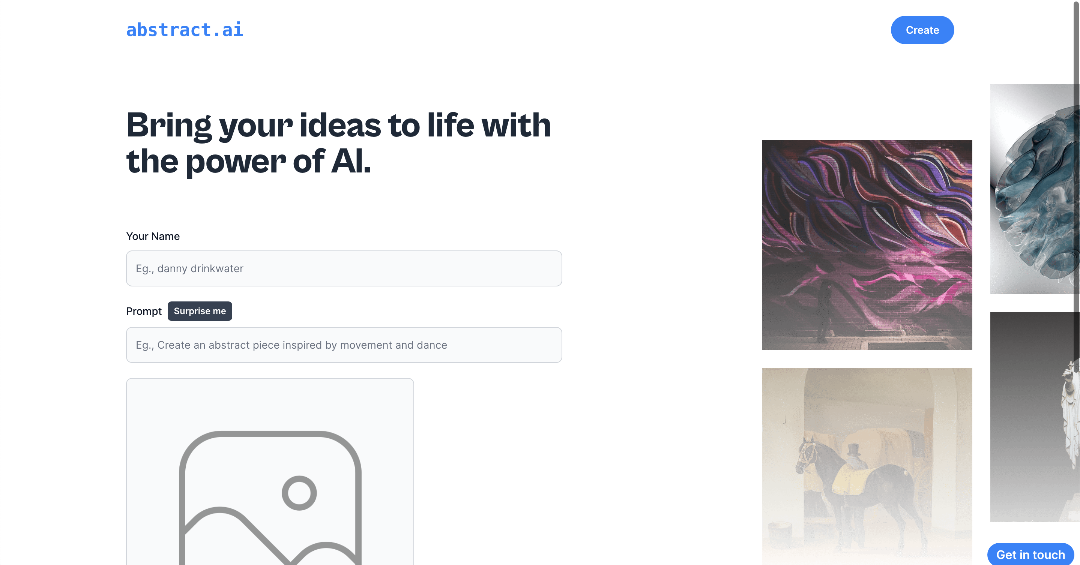 abstract.ai
Create
Bring your ideas to life with
the power of AI.
Your Name
Eg., danny drinkwater
Prompt
Surprise me
Eg., Create an abstract piece inspired by movement and dance
Get in touch